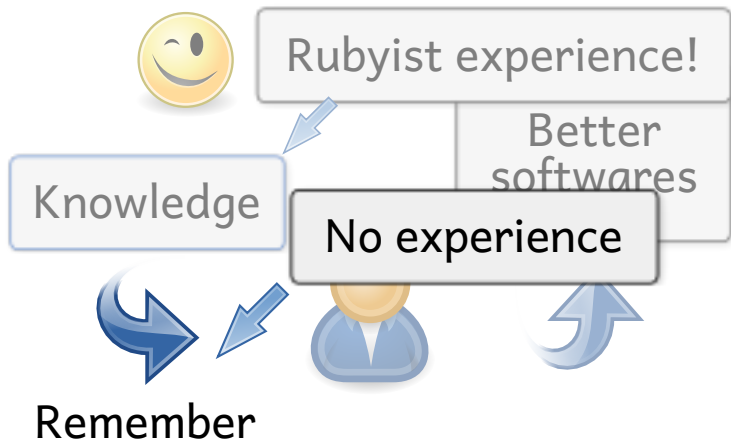 Rubyist experience!
Better
softwares
Knowledge
No experience
Remember